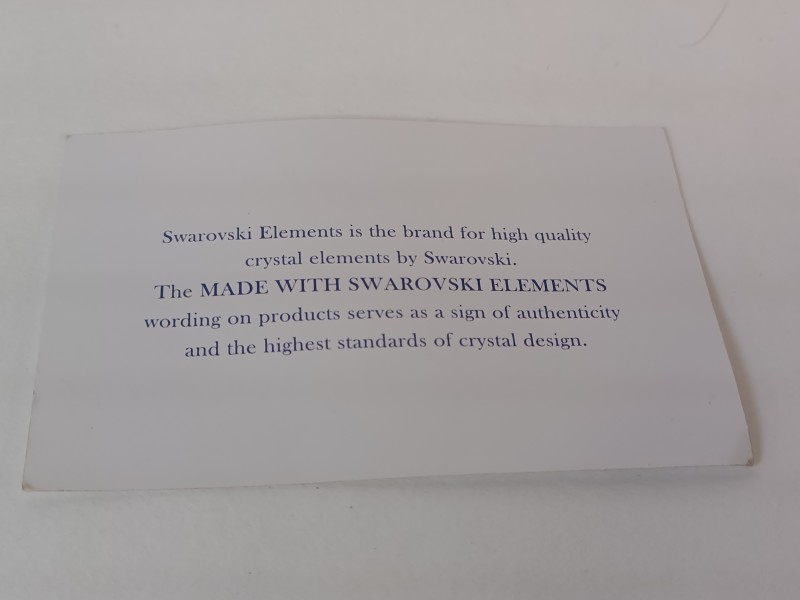 Swarovski Elements is the brand for high quality
crystal elements by Swarovski.
The MADE WITH SWAROVSKI ELEMENTS
wording on products serves as a sign of authenticity
and the highest standards of crystal design.